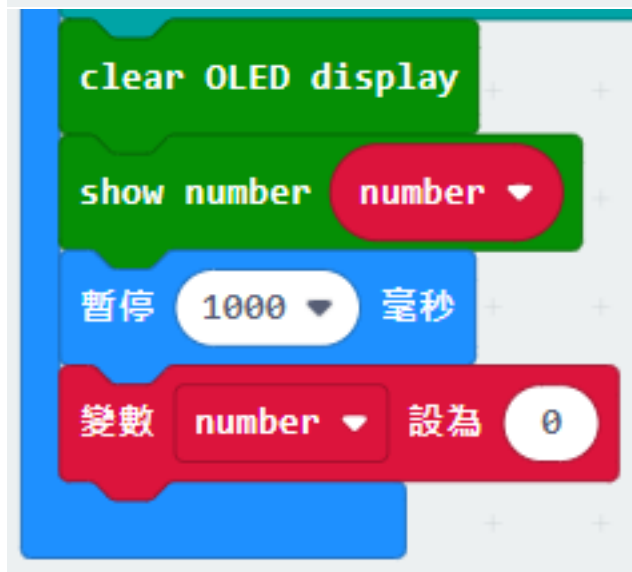 clear OLED display
show number number
暫停 1000 毫秒
變數 number 設為 0